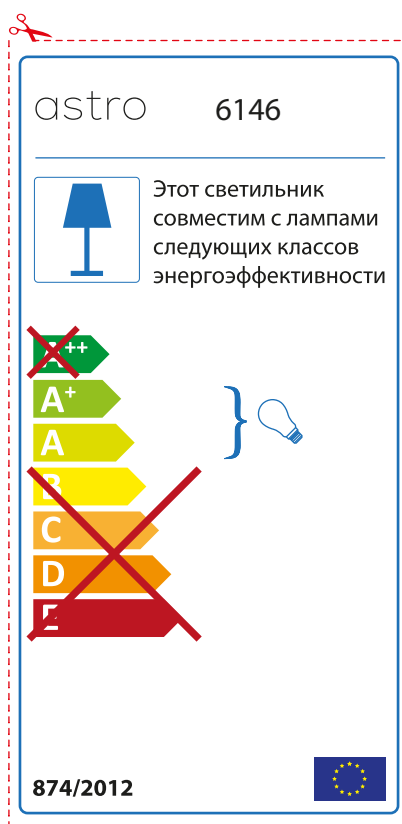 astro 6146
Этот светильник
совместим с лампами
следующих классов
энергоэффективности
A++
A+
A
B
C
D
E
874/2012